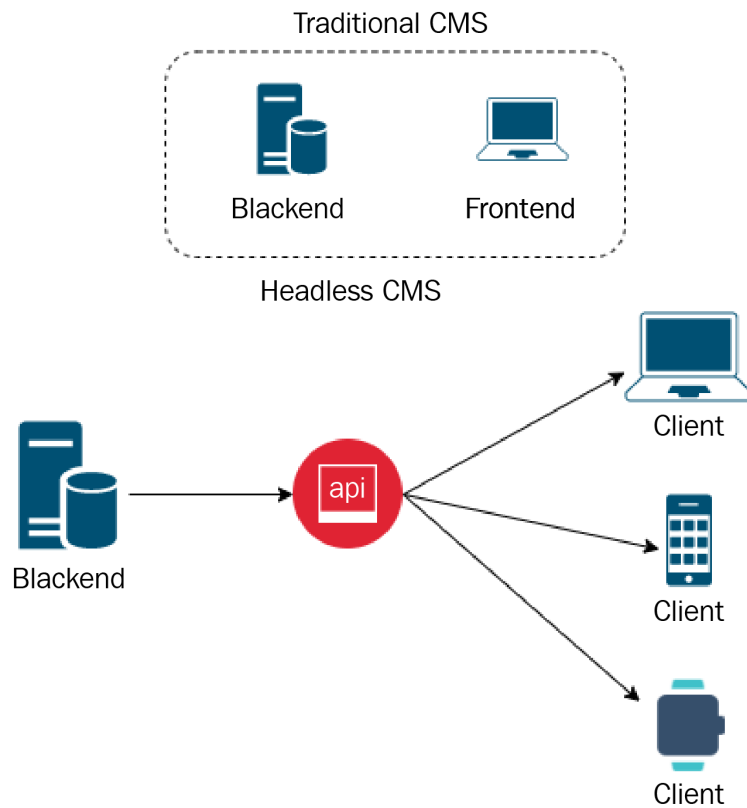 Traditional CMS
Blackend
Frontend
Headless CMS
Client
api
Blackend
Client
Client